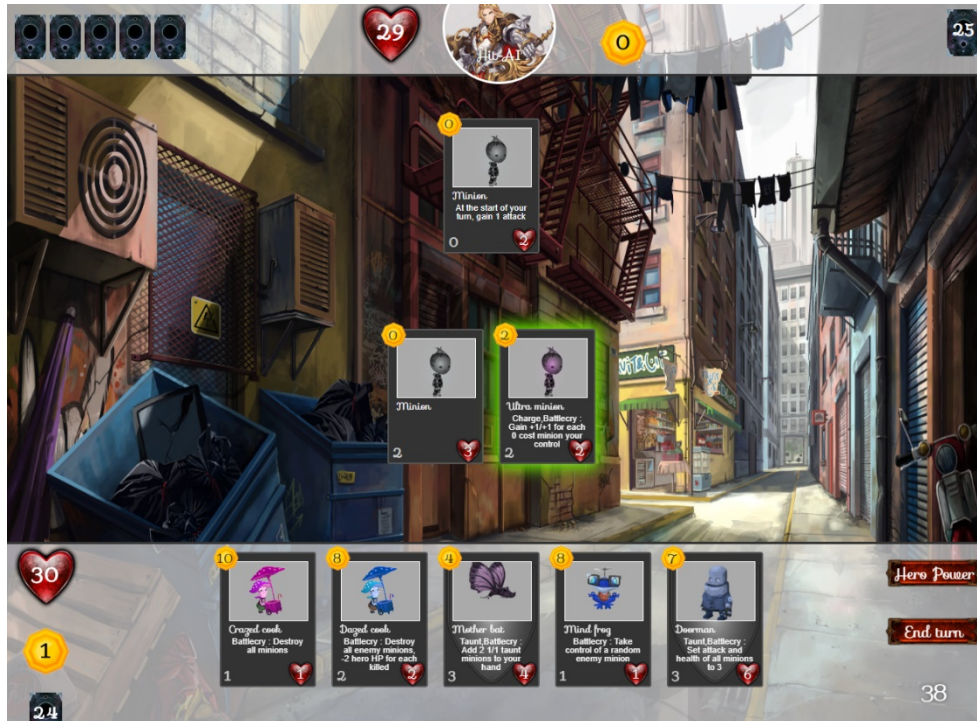 29
Hit-AI
0
25
0
Minion
At the start of your
turn, gain 1 attack
0
2
0
Minion
2
3
2
Ultra minion
Charge,Battlecry :
Gain +1/+1 for each
0 cost minion your
control
2
2
30
1
24
10
Crazed cook
Battlecry : Destroy
all minions
1
1
8
Dazed cook
Battlecry : Destroy
all enemy minions,
-2 hero HP for each
killed
2
2
4
Mother bat
Taunt,Battlecry :
Add 2 1/1 taunt
minions to your
hand
3
4
8
Mind frog
Battlecry : Take
control of a random
enemy minion
1
1
7
Doorman
Taunt,Battlecry :
Set attack and
health of all minions
to 3
3
6
Hero Power
End turn
38